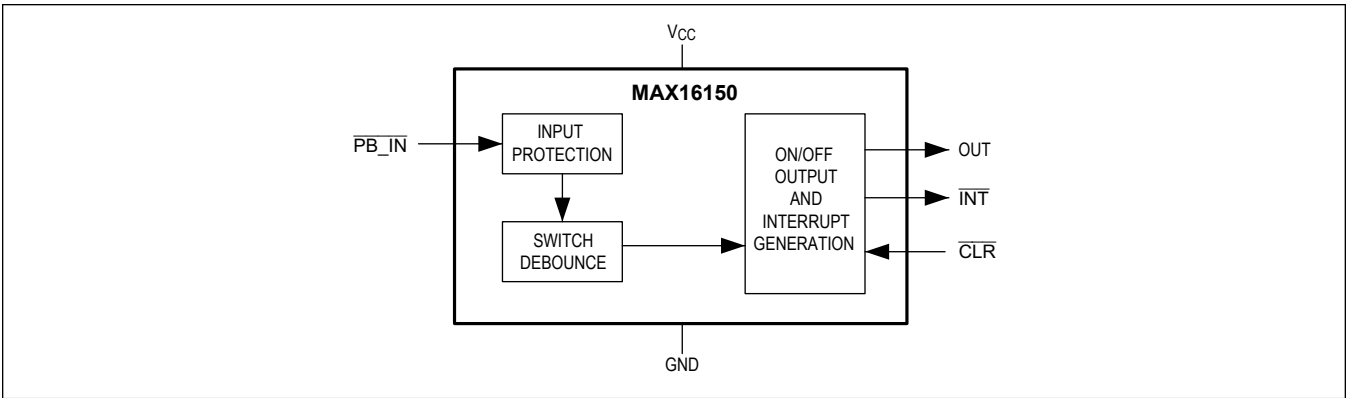 VCC
MAX16150
PB_IN
INPUT
PROTECTION
SWITCH
DEBOUNCE
ON/OFF
OUTPUT
AND
INTERRUPT
GENERATION
OUT
INT
CLR
GND